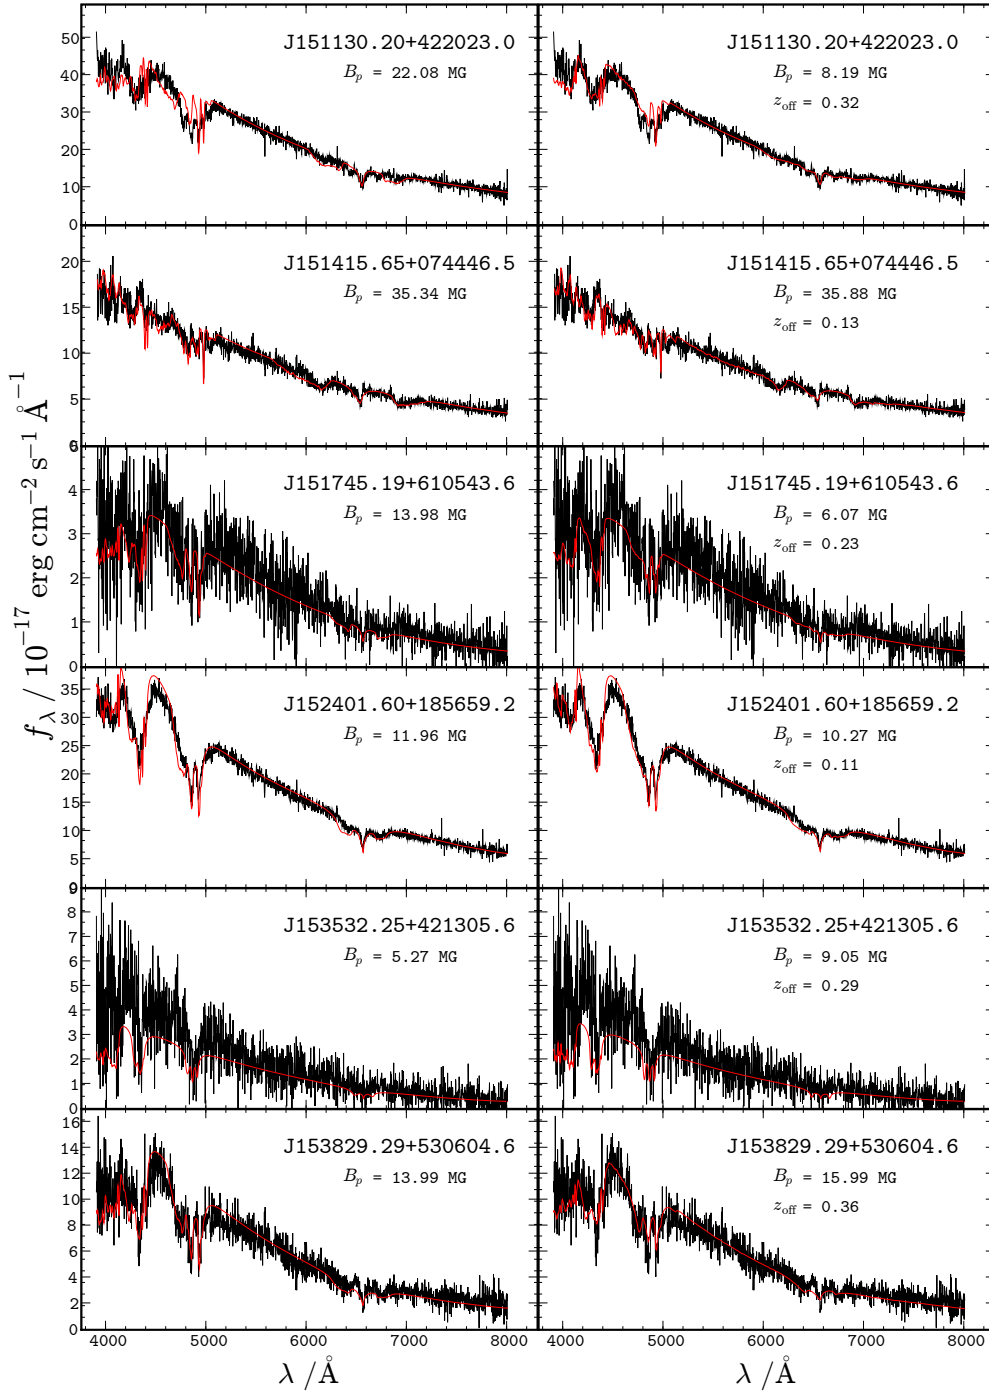 J151130.20+422023.0
B_p = 22.08 MG
J151130.20+422023.0
B_p = 8.19 MG
z_off = 0.32
50
40
30
20
10
0
J151415.65+074446.5
B_p = 35.34 MG
J151415.65+074446.5
B_p = 35.88 MG
z_off = 0.13
20
15
10
5
0
J151745.19+610543.6
B_p = 13.98 MG
J151745.19+610543.6
B_p = 6.07 MG
z_off = 0.23
5
4
3
2
1
0
f_λ / 10^−17 erg cm^−2 s^−1 Å^−1
J152401.60+185659.2
B_p = 11.96 MG
J152401.60+185659.2
B_p = 10.27 MG
z_off = 0.11
35
30
25
20
15
10
5
0
J153532.25+421305.6
B_p = 5.27 MG
J153532.25+421305.6
B_p = 9.05 MG
z_off = 0.29
9
8
7
6
5
4
3
2
1
0
J153829.29+530604.6
B_p = 13.99 MG
J153829.29+530604.6
B_p = 15.99 MG
z_off = 0.36
16
14
12
10
8
6
4
2
0
4000 5000 6000 7000 8000
4000 5000 6000 7000 8000
λ /Å
λ /Å